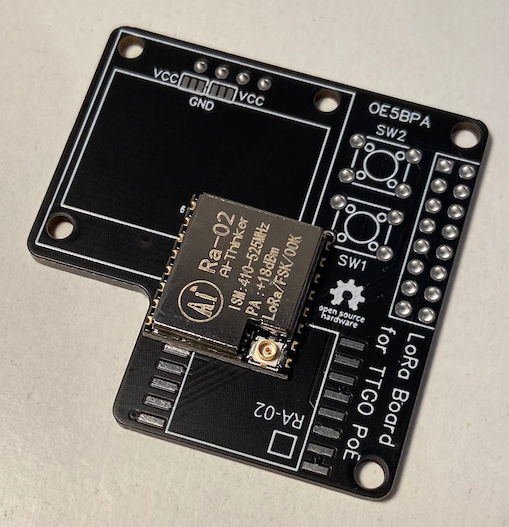 VCC
VCC
GND
OE5BPA
SW2
SW1
Ra-02
Ai-Thinker
ISM:410-525MHz
PA:+18dBm
LoRa/FSK/OOK
Ai
open source
hardware
LoRa Board
for TTGO PoE
RA-02